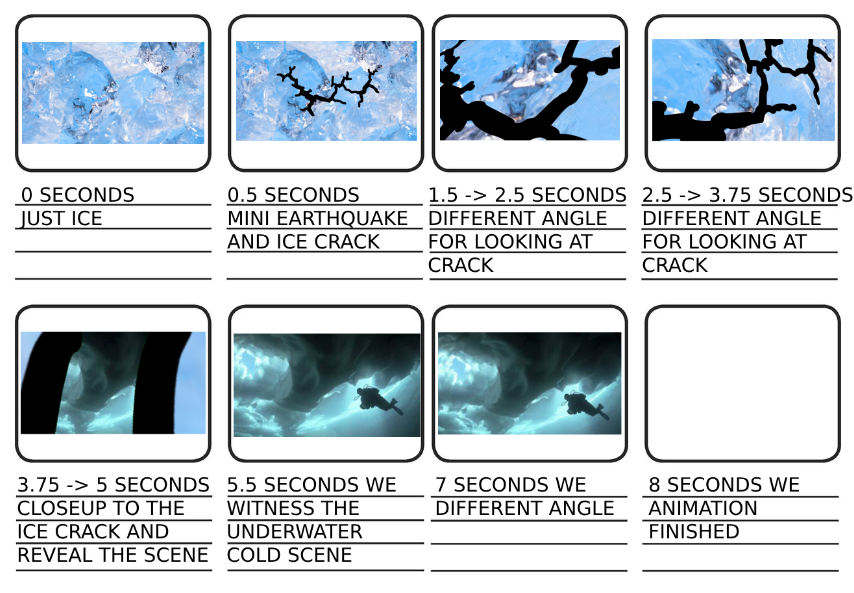 0 SECONDS
JUST ICE
0.5 SECONDS
MINI EARTHQUAKE
AND ICE CRACK
1.5 -> 2.5 SECONDS
DIFFERENT ANGLE
FOR LOOKING AT
CRACK
2.5 -> 3.75 SECONDS
DIFFERENT ANGLE
FOR LOOKING AT
CRACK
3.75 -> 5 SECONDS
CLOSEUP TO THE
ICE CRACK AND
REVEAL THE SCENE
5.5 SECONDS WE
WITNESS THE
UNDERWATER
COLD SCENE
7 SECONDS WE
DIFFERENT ANGLE
8 SECONDS WE
ANIMATION
FINISHED